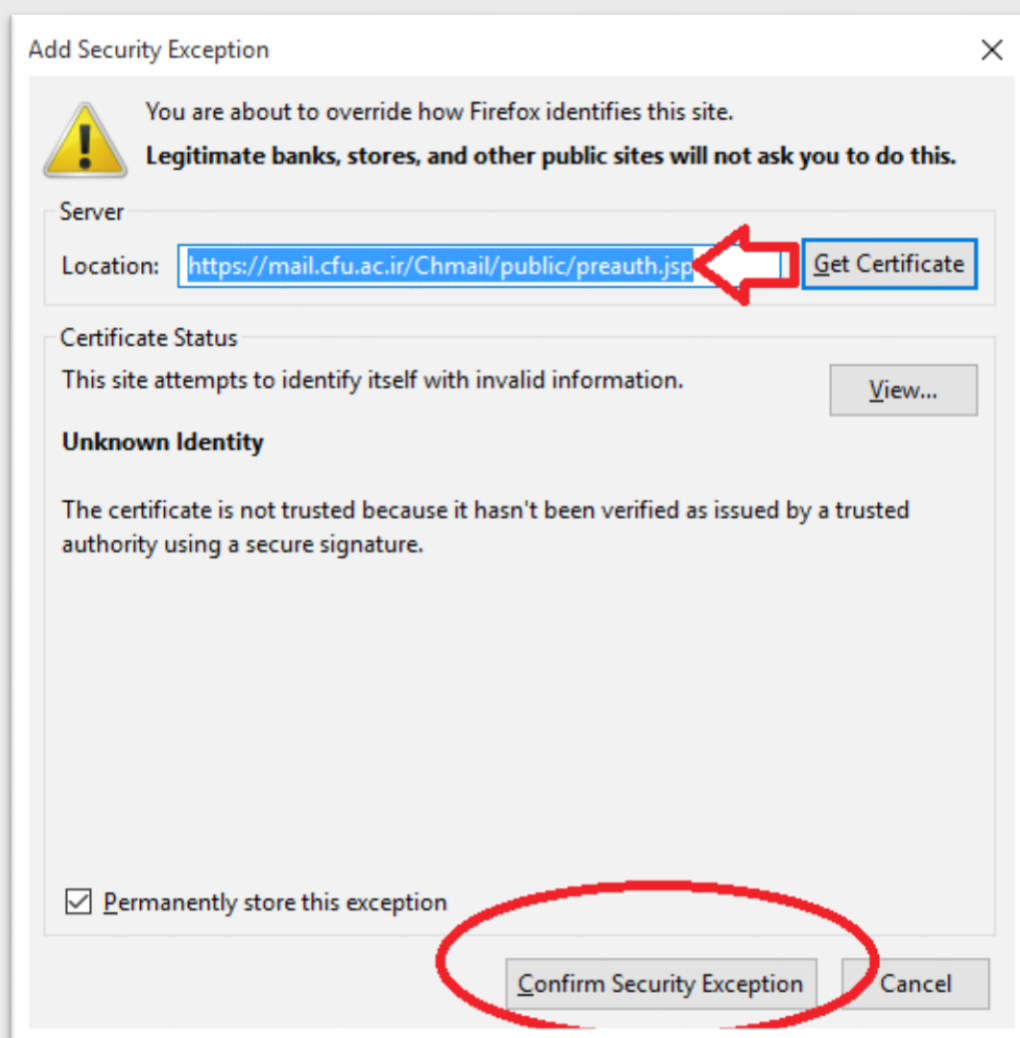 Add Security Exception
You are about to override how Firefox identifies this site.
Legitimate banks, stores, and other public sites will not ask you to do this.
Server
Location: https://mail.cfu.ac.ir/Chmail/public/preauth.jsp Get Certificate
Certificate Status
This site attempts to identify itself with invalid information.
View...
Unknown Identity
The certificate is not trusted because it hasn't been verified as issued by a trusted
authority using a secure signature.
Permanently store this exception
Confirm Security Exception Cancel